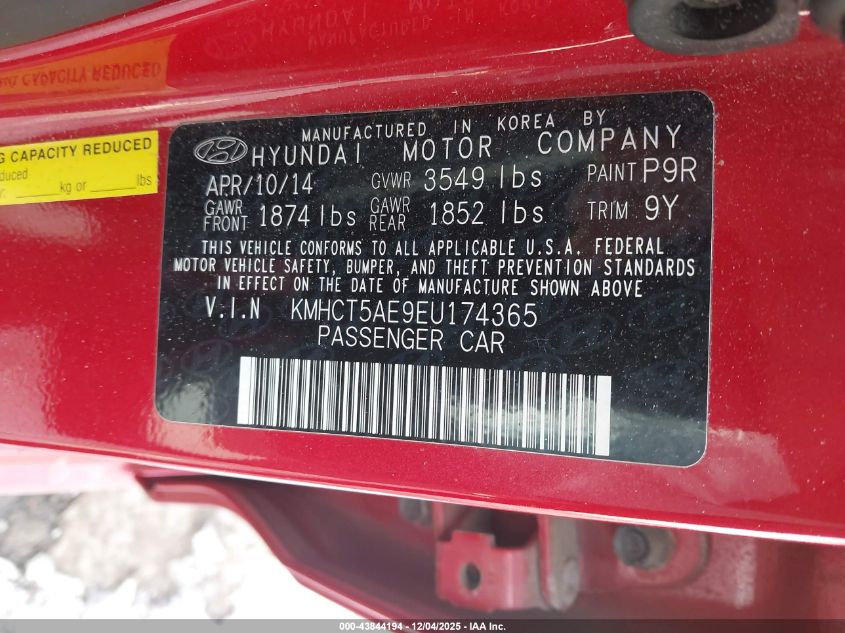 G CAPACITY REDUCED
duced
kg or ____ lbs
MANUFACTURED IN KOREA BY
HYUNDAI MOTOR COMPANY
APR/10/14 GVWR 3549 lbs PAINT P9R
GAWR FRONT 1874 lbs GAWR REAR 1852 lbs TRIM 9Y
THIS VEHICLE CONFORMS TO ALL APPLICABLE U.S.A. FEDERAL
MOTOR VEHICLE SAFETY, BUMPER, AND THEFT PREVENTION STANDARDS
IN EFFECT ON THE DATE OF MANUFACTURE SHOWN ABOVE
V.I.N KMHCT5AE9EU174365
PASSENGER CAR
000-43844194 - 12/04/2025 - IAA Inc.